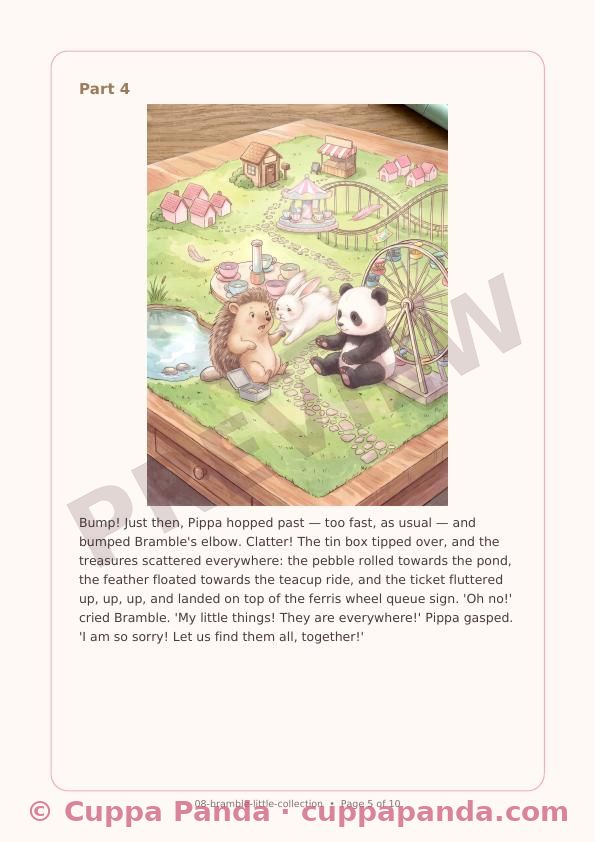 Part 4
Bump! Just then, Pippa hopped past — too fast, as usual — and
bumped Bramble's elbow. Clatter! The tin box tipped over, and the
treasures scattered everywhere: the pebble rolled towards the pond,
the feather floated towards the teacup ride, and the ticket fluttered
up, up, up, and landed on top of the ferris wheel queue sign. 'Oh no!'
cried Bramble. 'My little things! They are everywhere!' Pippa gasped.
'I am so sorry! Let us find them all, together!'
PREVIEW
08-bramble-little-collection • Page 5 of 10
© Cuppa Panda · cuppapanda.com